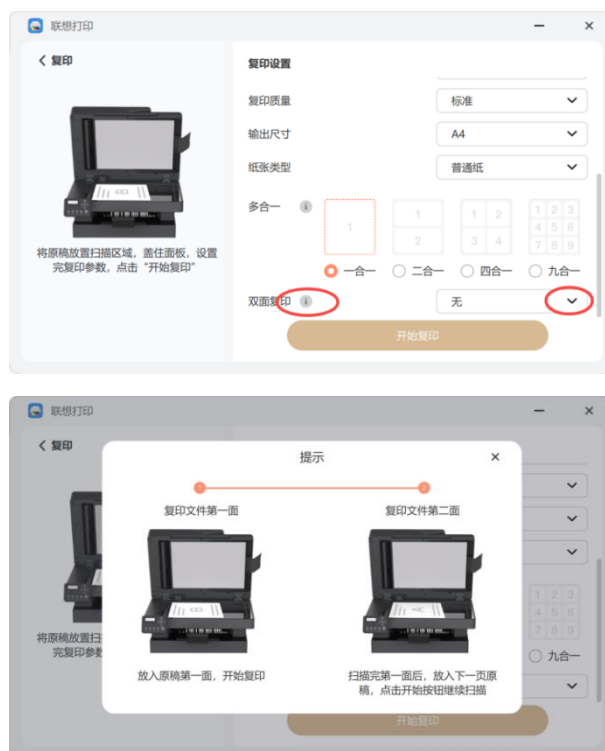 联想打印
复印
复印设置
复印质量
标准
输出尺寸
A4
纸张类型
普通纸
多合一
1
1
2
1 2
3 4
1 2 3
4 5 6
7 8 9
一合一
二合一
四合一
九合一
将原稿放置扫描区域，盖住面板，设置
完复印参数，点击“开始复印”
双面复印
无
开始复印
联想打印
复印
提示
1
2
复印文件第一面
复印文件第二面
1 2 3
4 5 6
7 8 9
九合一
将原稿放置扫
完复印参数
放入原稿第一面，开始复印
扫描完第一面后，放入下一页原
稿，点击开始按钮继续扫描
开始复印